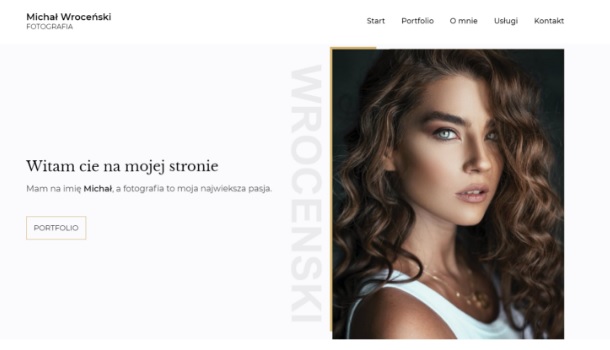 Michał Wroceński
FOTOGRAFIA
Start Portfolio O mnie Usługi Kontakt
WROCENSKI
Witam cie na mojej stronie
Mam na imię Michał, a fotografia to moja najwieksza pasja.
PORTFOLIO